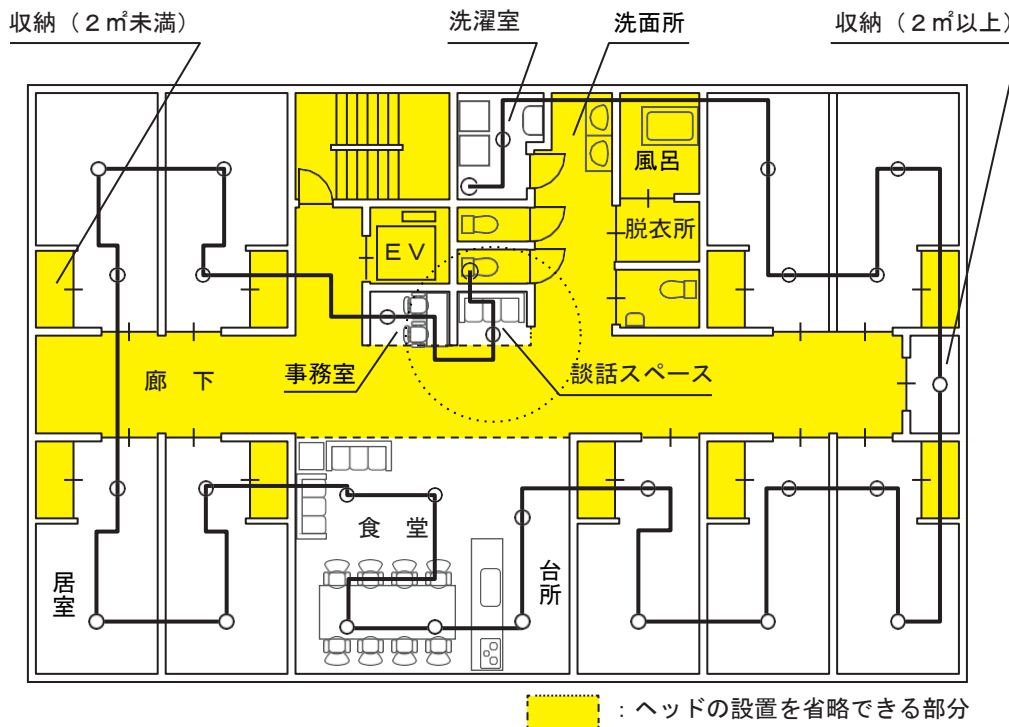 収納（２㎡未満）
洗濯室
洗面所
収納（２㎡以上）
風呂
脱衣所
ＥＶ
事務室
談話スペース
廊 下
食 堂
居室
台所
：ヘッドの設置を省略できる部分